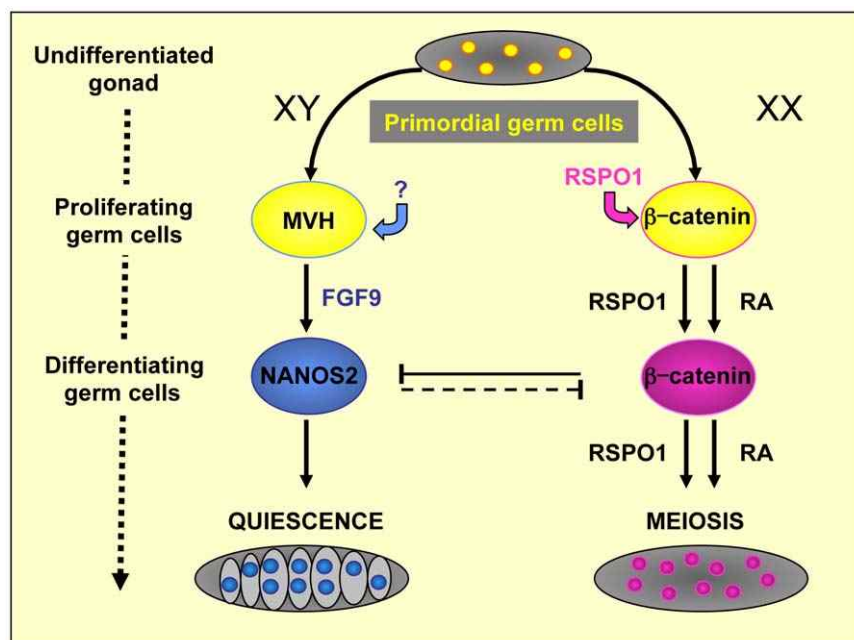 Undifferentiated
gonad
XY
XX
Primordial germ cells
Proliferating
germ cells
?
MVH
RSPO1
β-catenin
FGF9
RSPO1
RA
Differentiating
germ cells
NANOS2
β-catenin
RSPO1
RA
QUIESCENCE
MEIOSIS